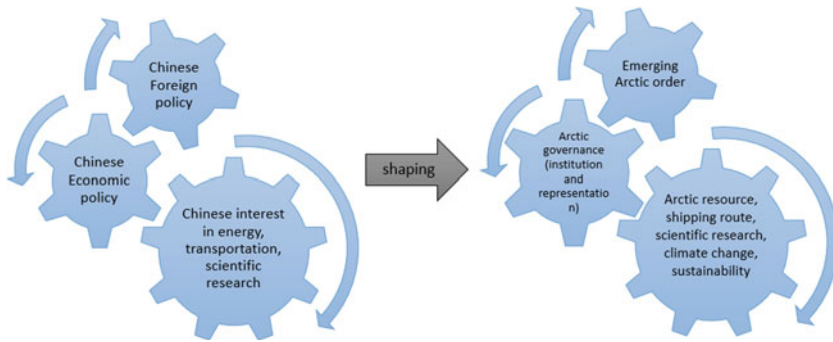 Chinese
Foreign
policy
Chinese
Economic
policy
Chinese interest
in energy,
transportation,
scientific
research
shaping
Emerging
Arctic order
Arctic
governance
(institution
and
representatio
n)
Arctic resource,
shipping route,
scientific research,
climate change,
sustainability